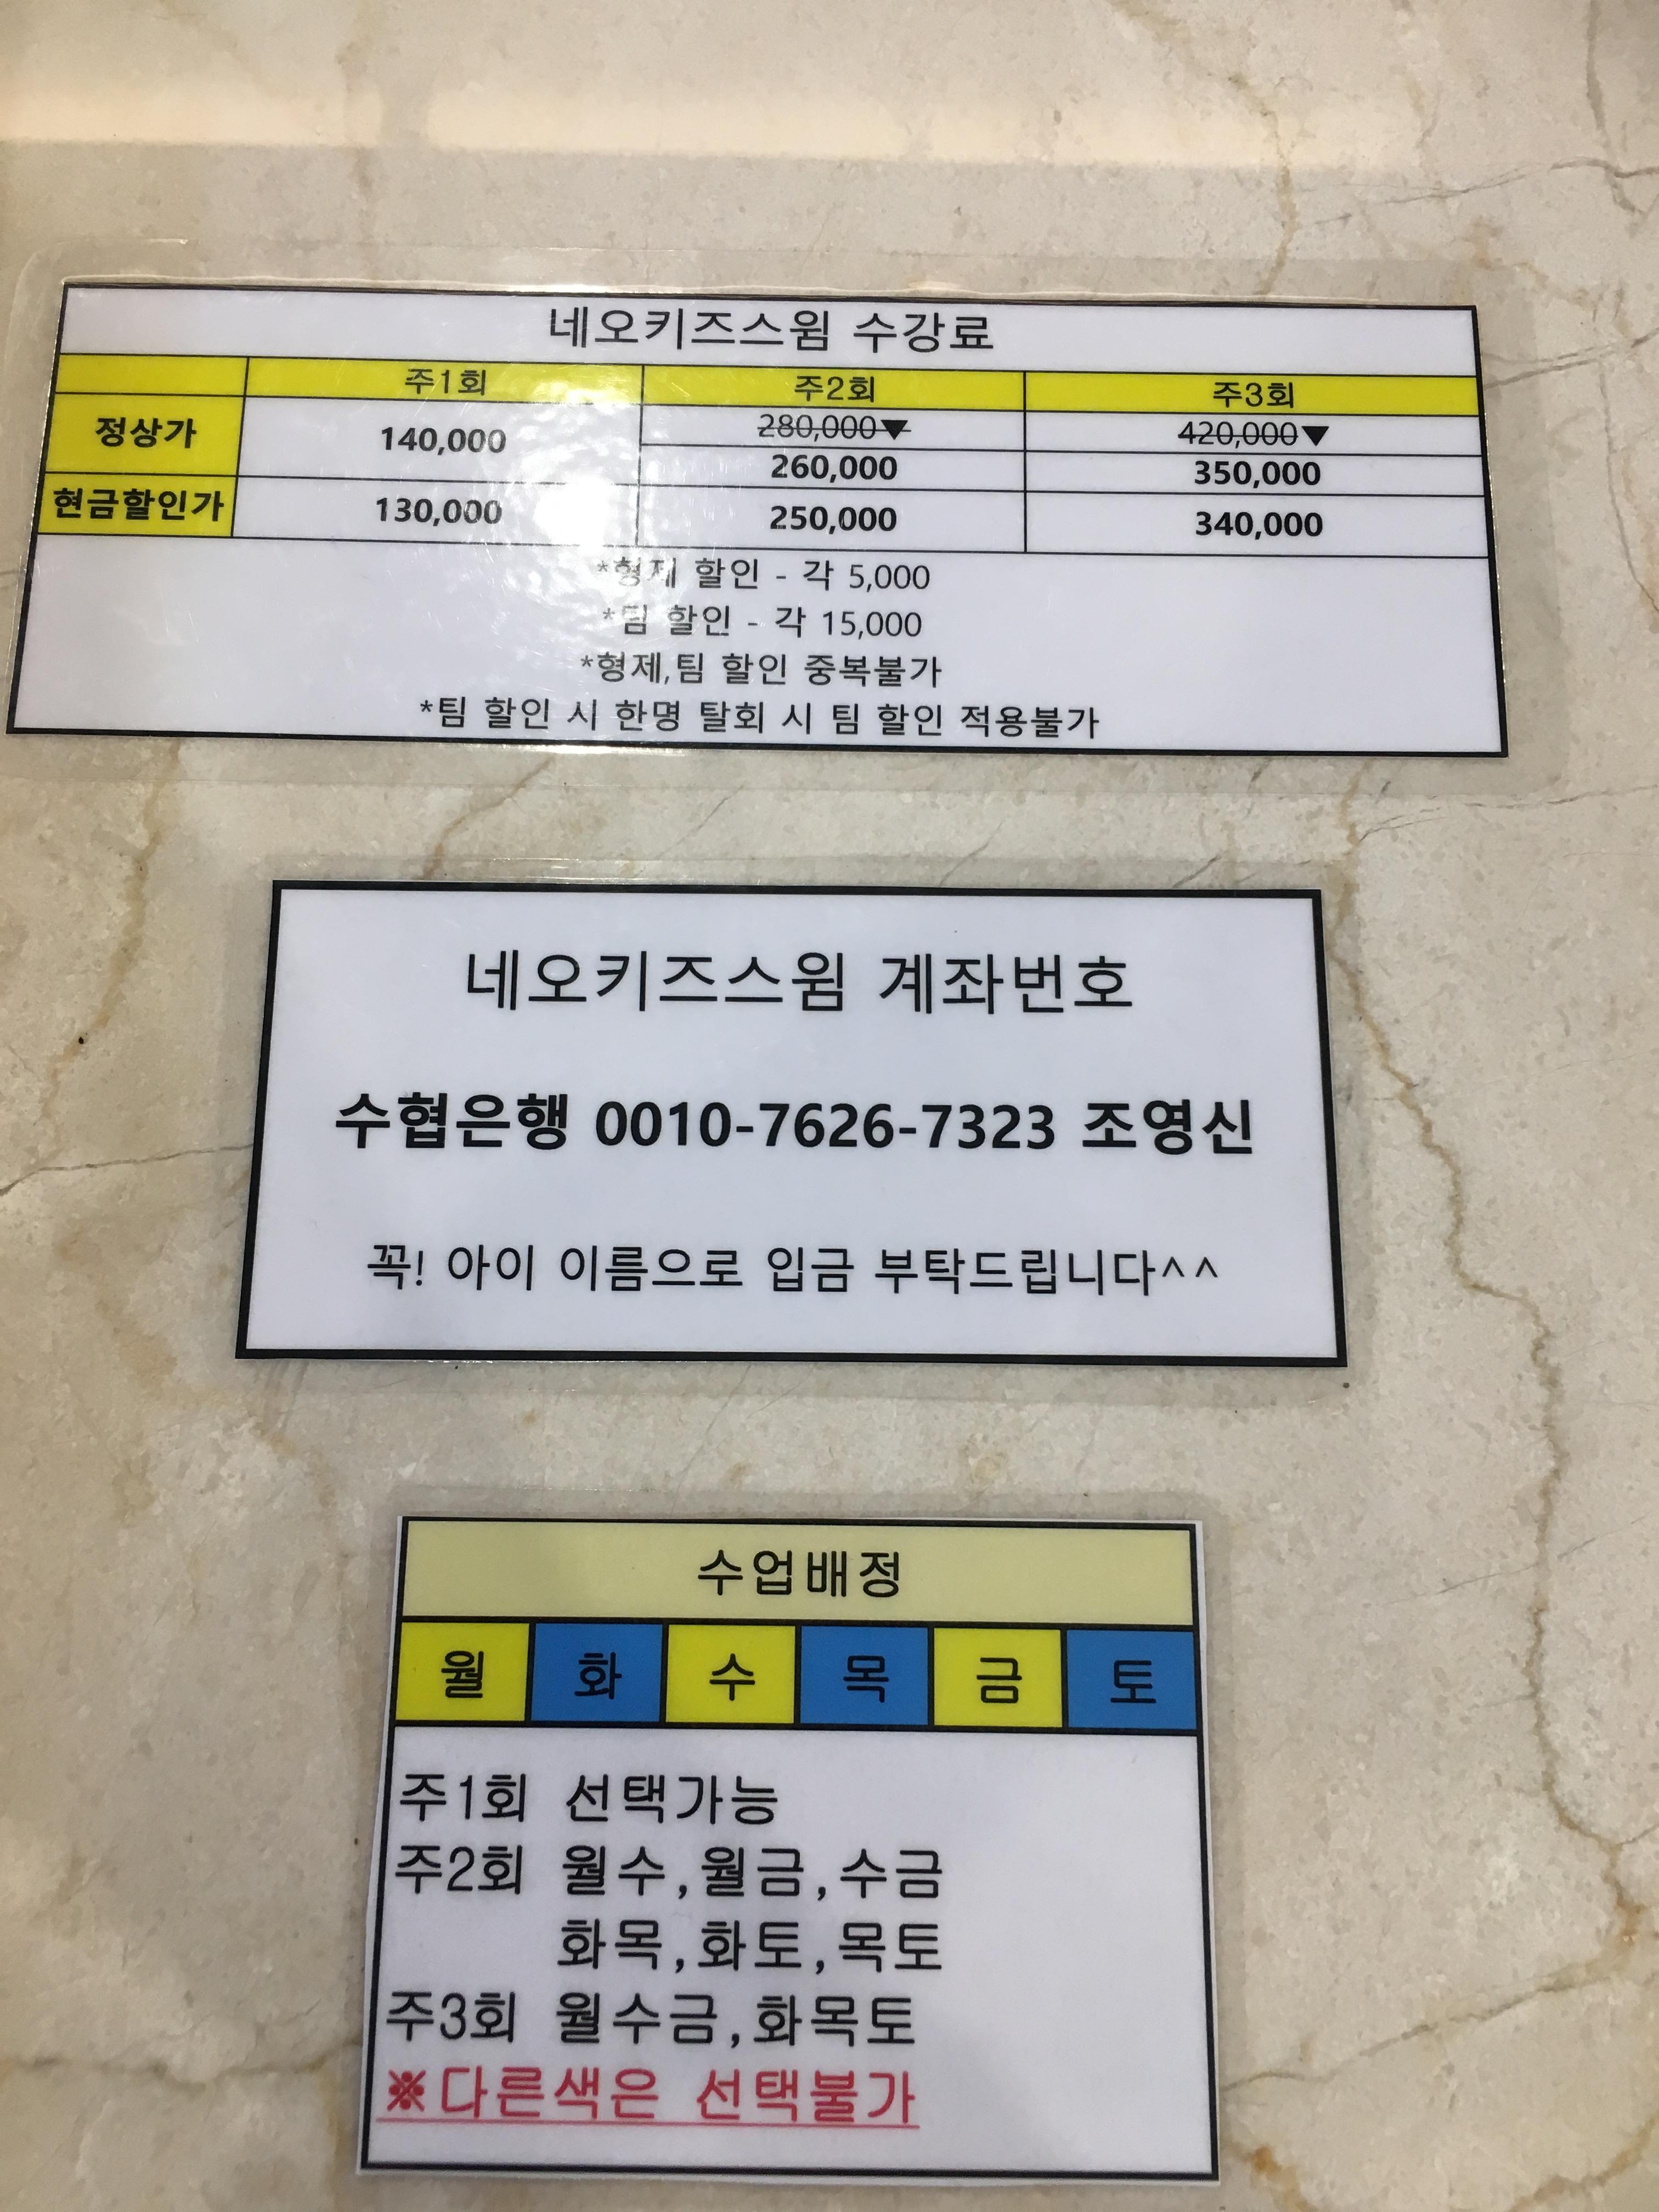 네오키즈스윔 수강료
주1회 주2회 주3회
정상가 140,000 280,000▼ 420,000▼
260,000 350,000
현금할인가 130,000 250,000 340,000
*형제 할인 - 각 5,000
*팀 할인 - 각 15,000
*형제,팀 할인 중복불가
*팀 할인 시 한명 탈회 시 팀 할인 적용불가
네오키즈스윔 계좌번호
수협은행 0010-7626-7323 조영신
꼭! 아이 이름으로 입금 부탁드립니다^^
수업배정
월 화 수 목 금 토
주1회 선택가능
주2회 월수,월금,수금
화목,화토,목토
주3회 월수금,화목토
※다른색은 선택불가